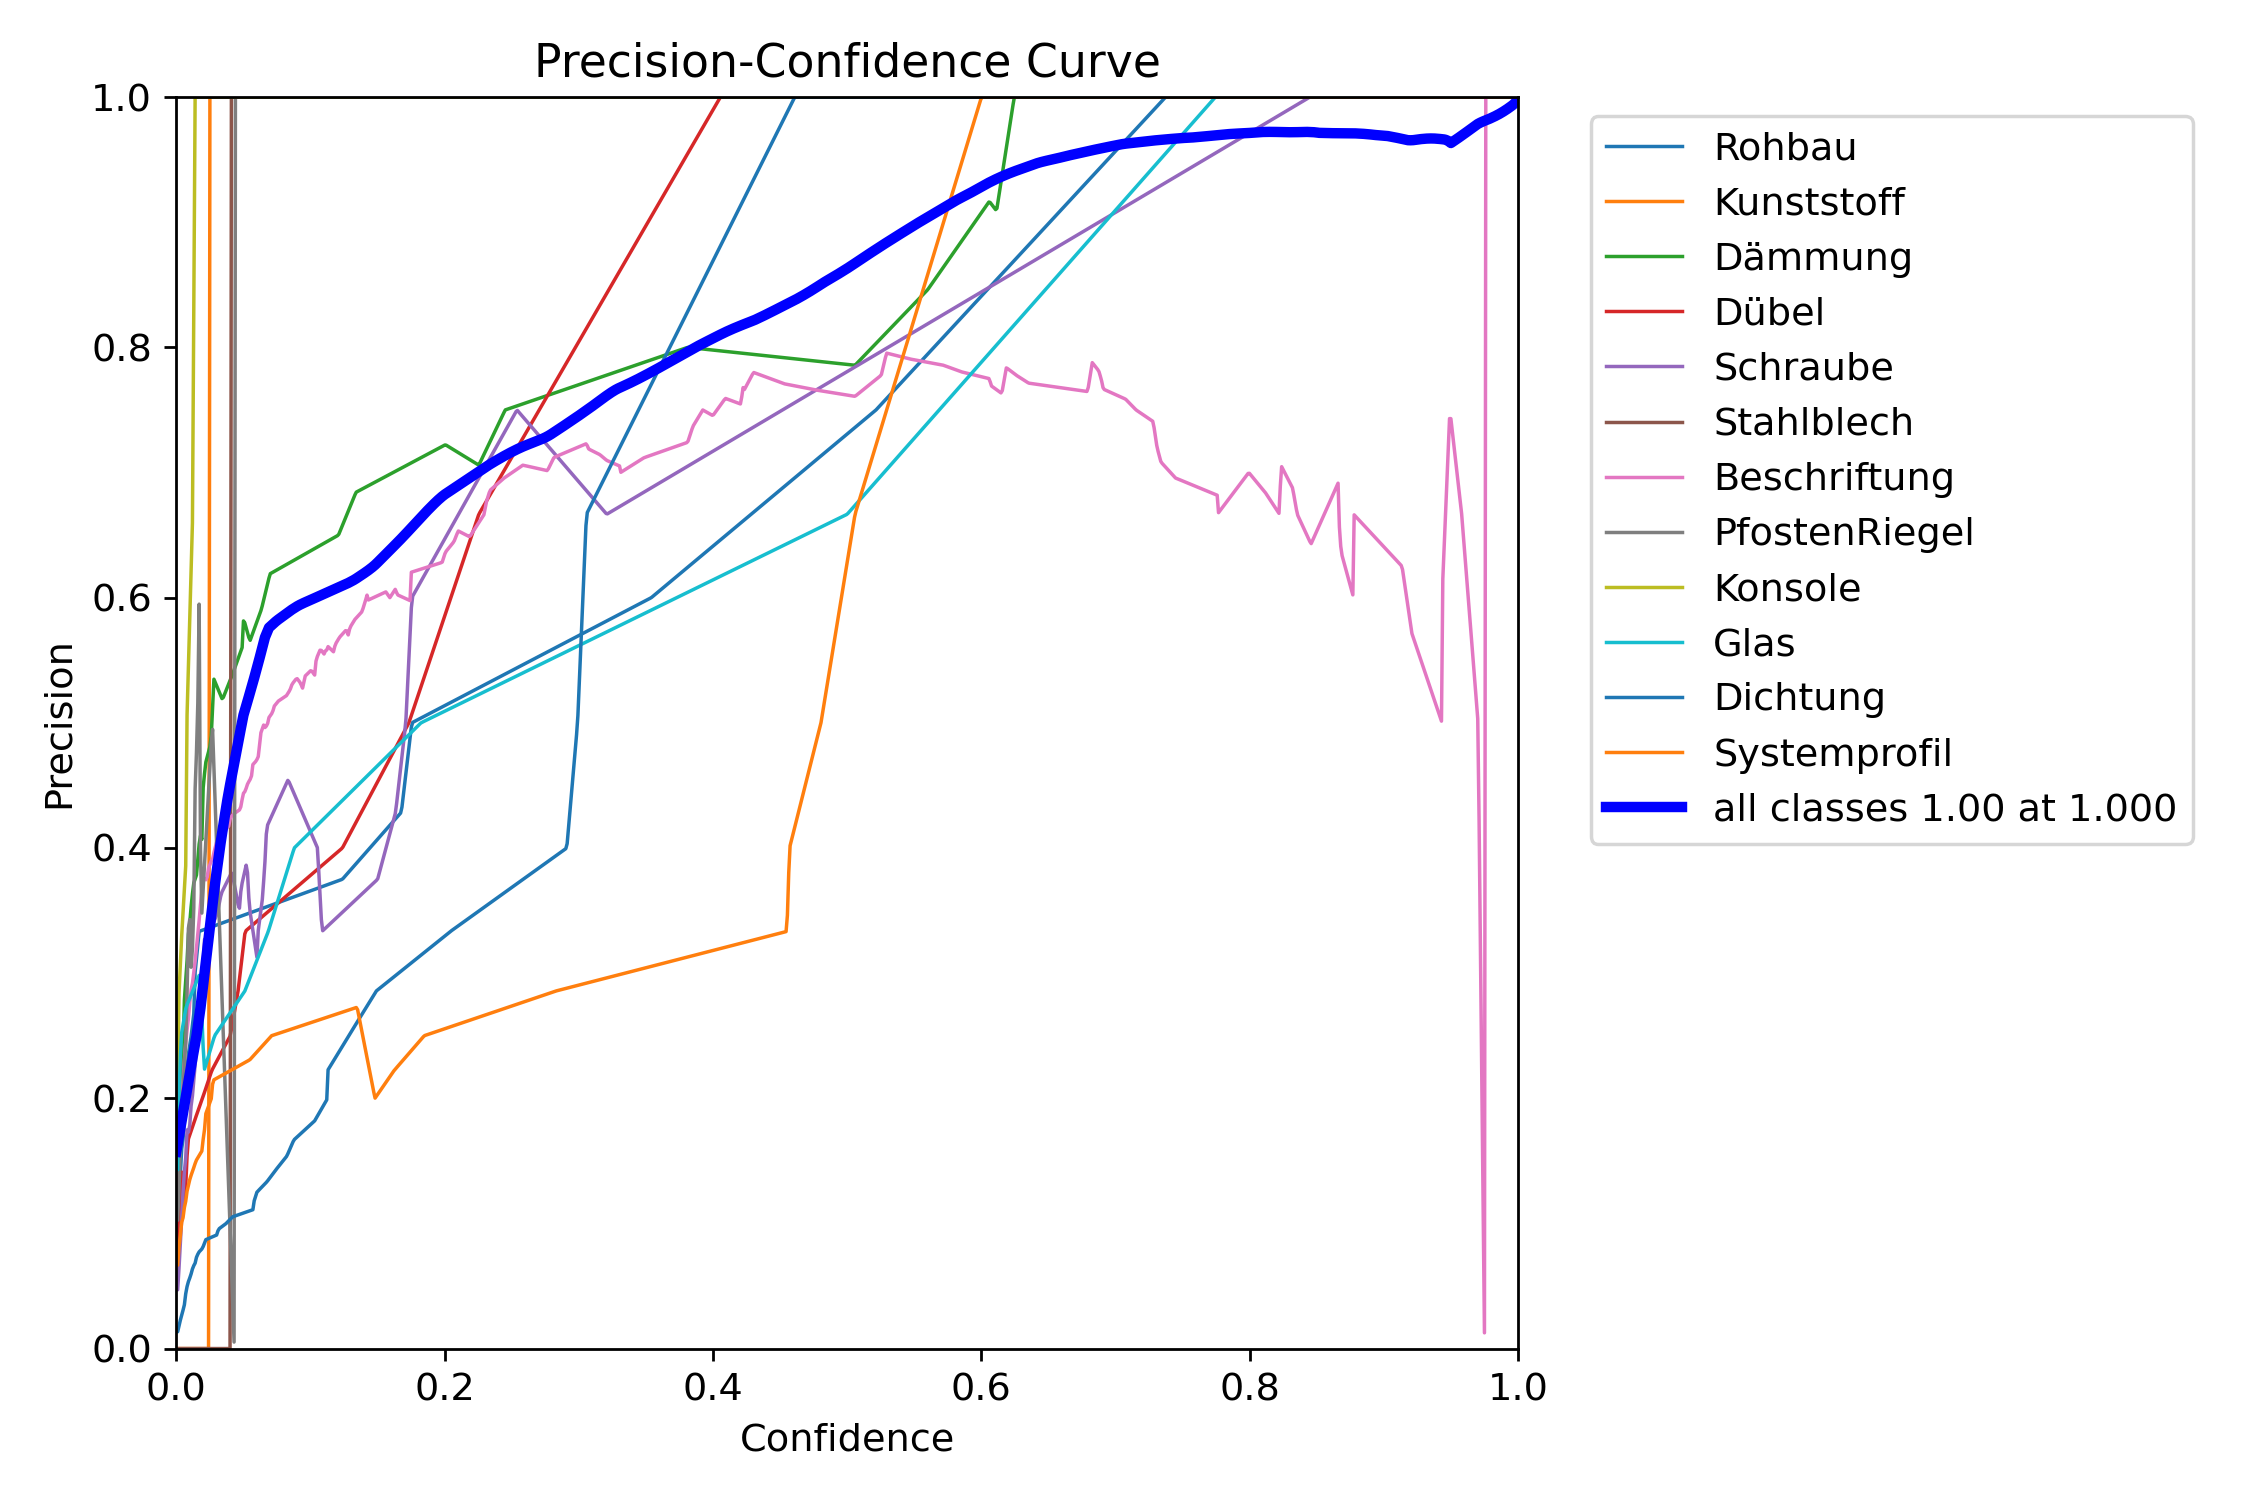 Precision-Confidence Curve
1.0
0.8
0.6
0.4
0.2
0.0
Precision
0.0 0.2 0.4 0.6 0.8 1.0
Confidence
Rohbau
Kunststoff
Dämmung
Dübel
Schraube
Stahlblech
Beschriftung
PfostenRiegel
Konsole
Glas
Dichtung
Systemprofil
all classes 1.00 at 1.000